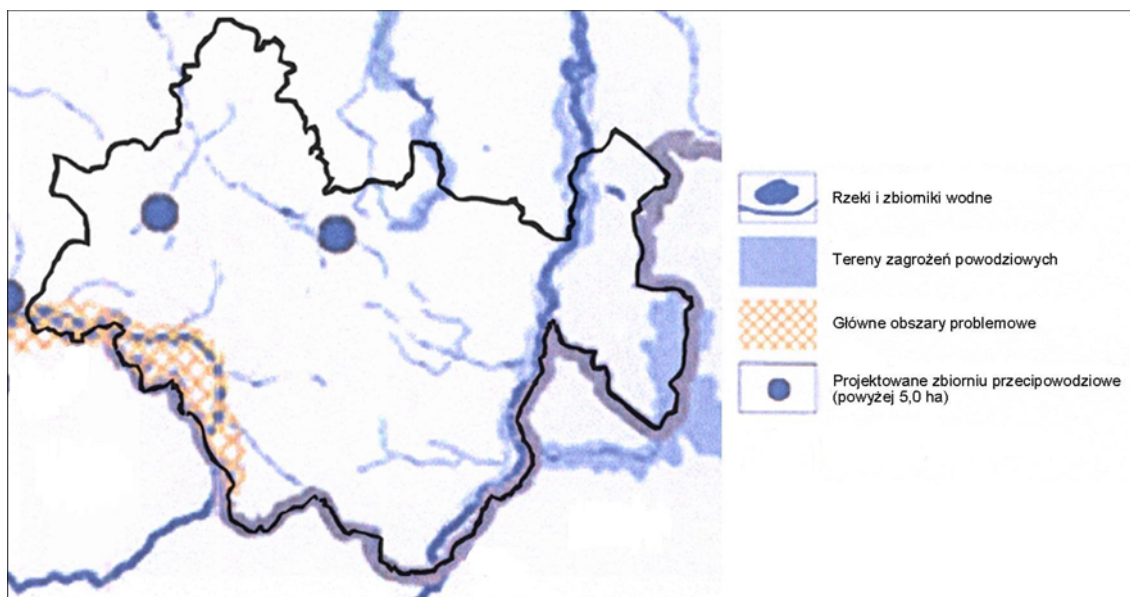 Rzeki i zbiorniki wodne
Tereny zagrożeń powodziowych
Główne obszary problemowe
Projektowane zbiorniu przecipowodziowe
(powyżej 5,0 ha)